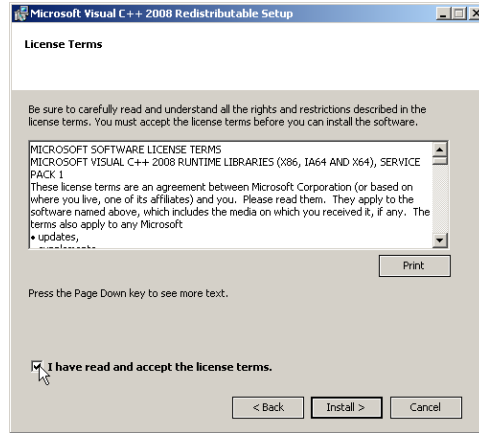 Microsoft Visual C++ 2008 Redistributable Setup
License Terms
Be sure to carefully read and understand all the rights and restrictions described in the
license terms. You must accept the license terms before you can install the software.
MICROSOFT SOFTWARE LICENSE TERMS
MICROSOFT VISUAL C++ 2008 RUNTIME LIBRARIES (X86, IA64 AND X64), SERVICE
PACK 1
These license terms are an agreement between Microsoft Corporation (or based on
where you live, one of its affiliates) and you. Please read them. They apply to the
software named above, which includes the media on which you received it, if any. The
terms also apply to any Microsoft
• updates,
Print
Press the Page Down key to see more text.
I have read and accept the license terms.
< Back
Install >
Cancel